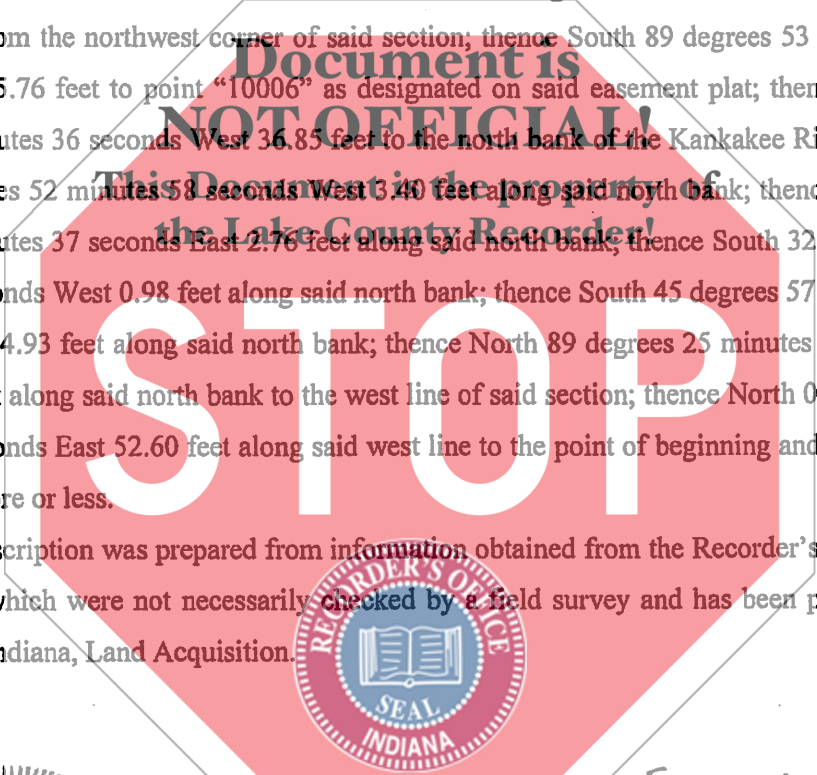 om the northwest corner of said section, thence South 89 degrees 53
Document is
5.76 feet to point “10006” as designated on said easement plat; then
NOT OFFICIAL!
utes 36 seconds West 36.85 feet to the north bank of the Kankakee Ri
This Document is the property of
es 52 minutes 58 seconds West 3.40 feet along said north bank; thenc
the Lake County Recorder!
utes 37 seconds East 2.76 feet along said north bank; thence South 32
onds West 0.98 feet along said north bank; thence South 45 degrees 57
4.93 feet along said north bank; thence North 89 degrees 25 minutes
along said north bank to the west line of said section; thence North 0
onds East 52.60 feet along said west line to the point of beginning and
re or less.
STOP
cription was prepared from information obtained from the Recorder’s
which were not necessarily checked by a field survey and has been p
ndiana, Land Acquisition.
RECORDER'S OFFICE
SEAL
INDIANA